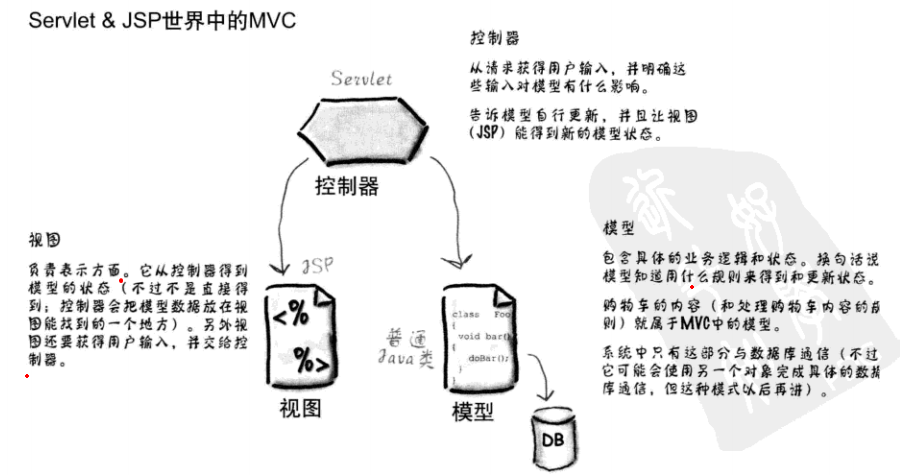 Servlet & JSP世界中的MVC
控制器
从请求获得用户输入，并明确这
些输入对模型有什么影响。
告诉模型自行更新，并且让视图
(JSP) 能得到新的模型状态。
Servlet
控制器
视图
负责表示方面。它从控制器得到
模型的状态（不过不是直接得
到；控制器会把模型数据放在视
图能找到的一个地方）。另外视
图还要获得用户输入，并交给控
制器。
JSP
<%
%>
视图
普通
Java类
class Foo
{
void bar()
{
doBar();
}
}
模型
DB
模型
包含具体的业务逻辑和状态。换句话说
模型知道用什么规则来得到和更新状态。
购物车的内容（和处理购物车内容的规
则）就属于MVC中的模型。
系统中只有这部分与数据库通信（不过
它可能会使用另一个对象完成具体的数据
库通信，但这种模式以后再讲）。